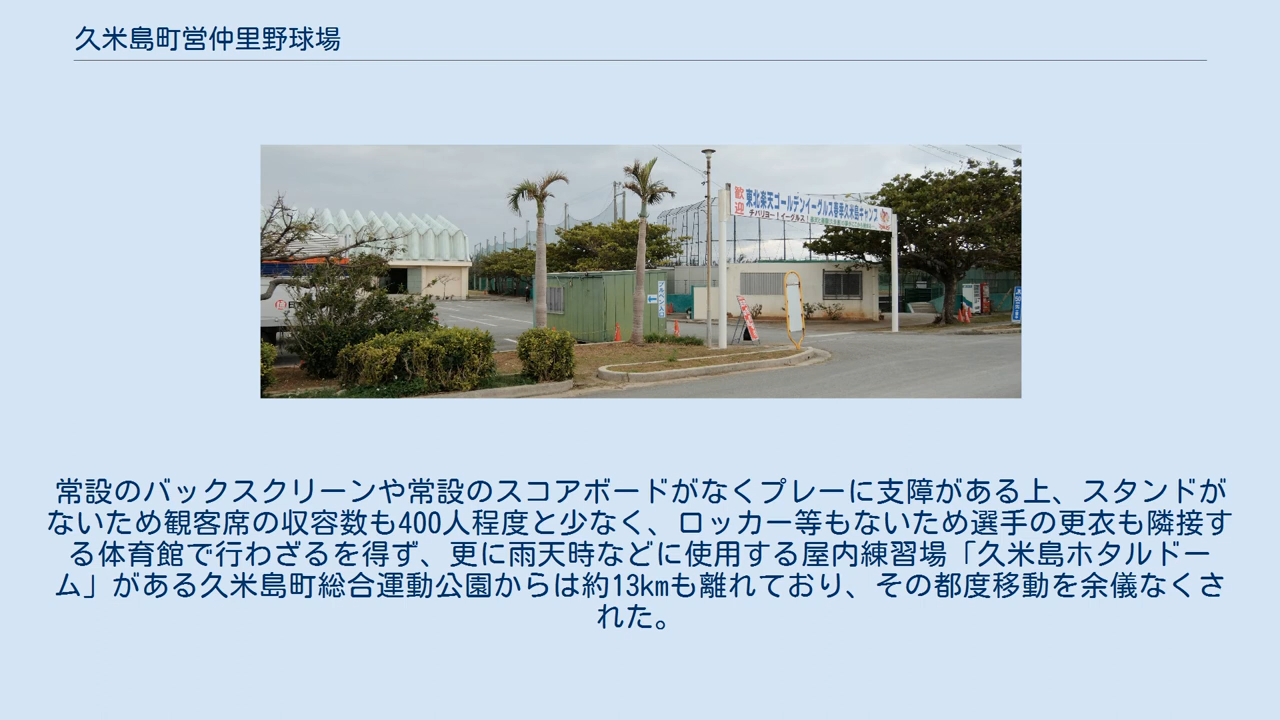 久米島町営仲里野球場
歓迎
東北楽天ゴールデンイーグルス春季久米島キャンプ
チバリヨー!イーグルス!
常設のバックスクリーンや常設のスコアボードがなくプレーに支障がある上、スタンドが
ないため観客席の収容数も400人程度と少なく、ロッカー等もないため選手の更衣も隣接す
る体育館で行わざるを得ず、更に雨天時などに使用する屋内練習場「久米島ホタルドー
ム」がある久米島町総合運動公園からは約13kmも離れており、その都度移動を余儀なくさ
れた。